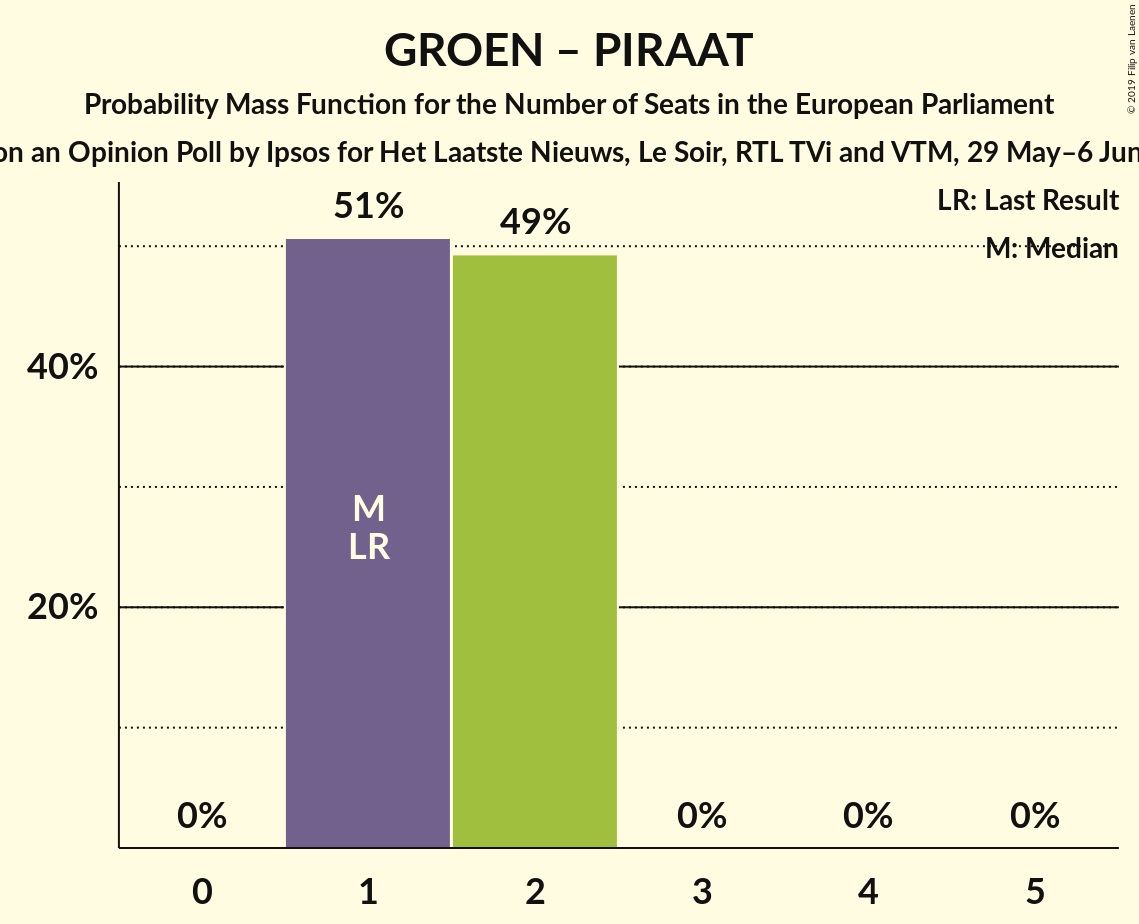 GROEN – PIRAAT
Probability Mass Function for the Number of Seats in the European Parliament
on an Opinion Poll by Ipsos for Het Laatste Nieuws, Le Soir, RTL TVi and VTM, 29 May–6 Jun
© 2019 Filip van Laenen
LR: Last Result
M: Median
51%
49%
40%
M
LR
20%
0%
0%
0%
0%
0
1
2
3
4
5